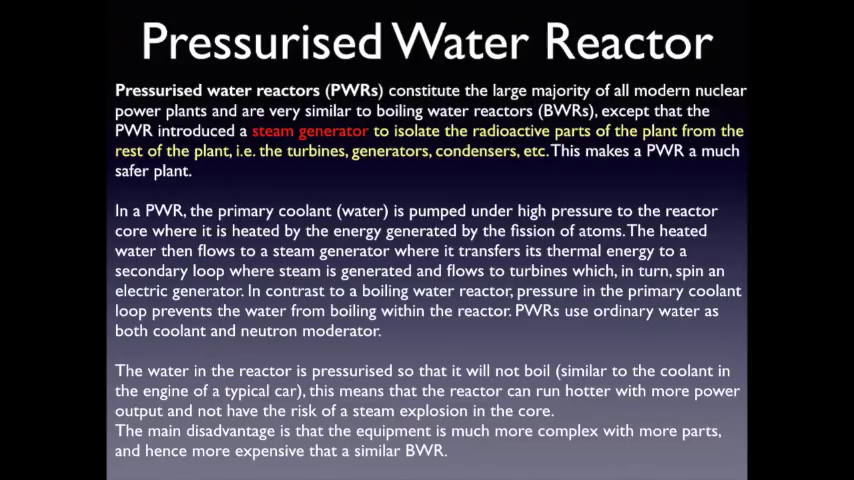 Pressurised Water Reactor
Pressurised water reactors (PWRs) constitute the large majority of all modern nuclear
power plants and are very similar to boiling water reactors (BWRs), except that the
PWR introduced a steam generator to isolate the radioactive parts of the plant from the
rest of the plant, i.e. the turbines, generators, condensers, etc. This makes a PWR a much
safer plant.
In a PWR, the primary coolant (water) is pumped under high pressure to the reactor
core where it is heated by the energy generated by the fission of atoms. The heated
water then flows to a steam generator where it transfers its thermal energy to a
secondary loop where steam is generated and flows to turbines which, in turn, spin an
electric generator. In contrast to a boiling water reactor, pressure in the primary coolant
loop prevents the water from boiling within the reactor. PWRs use ordinary water as
both coolant and neutron moderator.
The water in the reactor is pressurised so that it will not boil (similar to the coolant in
the engine of a typical car), this means that the reactor can run hotter with more power
output and not have the risk of a steam explosion in the core.
The main disadvantage is that the equipment is much more complex with more parts,
and hence more expensive that a similar BWR.